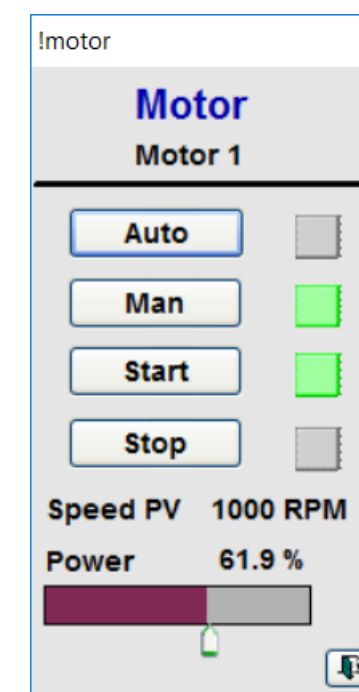 !motor
Motor
Motor 1
Auto
Man
Start
Stop
Speed PV 1000 RPM
Power 61.9 %